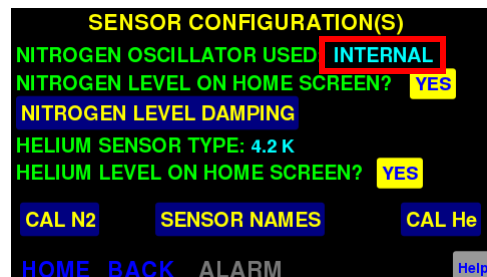 SENSOR CONFIGURATION(S)
NITROGEN OSCILLATOR USED: INTERNAL
NITROGEN LEVEL ON HOME SCREEN? YES
NITROGEN LEVEL DAMPING
HELIUM SENSOR TYPE: 4.2 K
HELIUM LEVEL ON HOME SCREEN? YES
CAL N2 SENSOR NAMES CAL He
HOME BACK ALARM Help